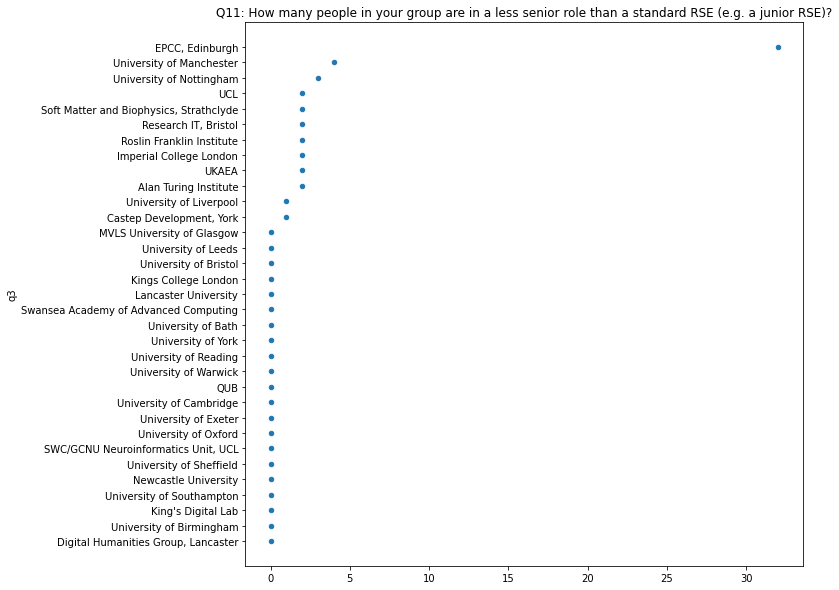 Q11: How many people in your group are in a less senior role than a standard RSE (e.g. a junior RSE)?
EPCC, Edinburgh
University of Manchester
University of Nottingham
UCL
Soft Matter and Biophysics, Strathclyde
Research IT, Bristol
Roslin Franklin Institute
Imperial College London
UKAEA
Alan Turing Institute
University of Liverpool
Castep Development, York
MVLS University of Glasgow
University of Leeds
University of Bristol
Kings College London
Lancaster University
Swansea Academy of Advanced Computing
University of Bath
University of York
University of Reading
University of Warwick
QUB
University of Cambridge
University of Exeter
University of Oxford
SWC/GCNU Neuroinformatics Unit, UCL
University of Sheffield
Newcastle University
University of Southampton
King's Digital Lab
University of Birmingham
Digital Humanities Group, Lancaster
q3
0 5 10 15 20 25 30